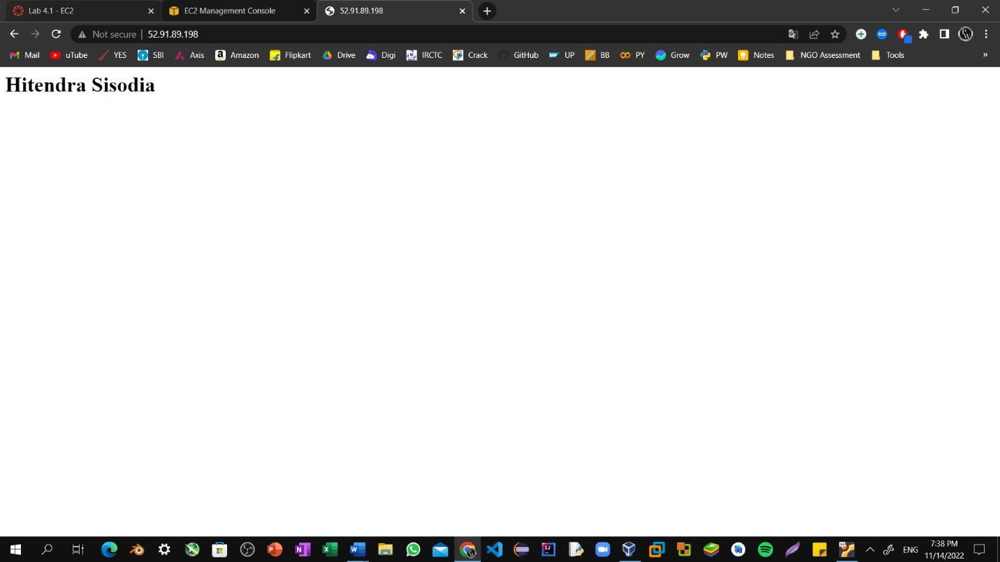 Lab 4.1 - EC2
EC2 Management Console
52.91.89.198
Not secure | 52.91.89.198
Mail uTube YES SBI Axis Amazon Flipkart Drive Digi IRCTC Crack GitHub UP BB PY Grow PW Notes NGO Assessment Tools »
Hitendra Sisodia
ENG
7:38 PM
11/14/2022